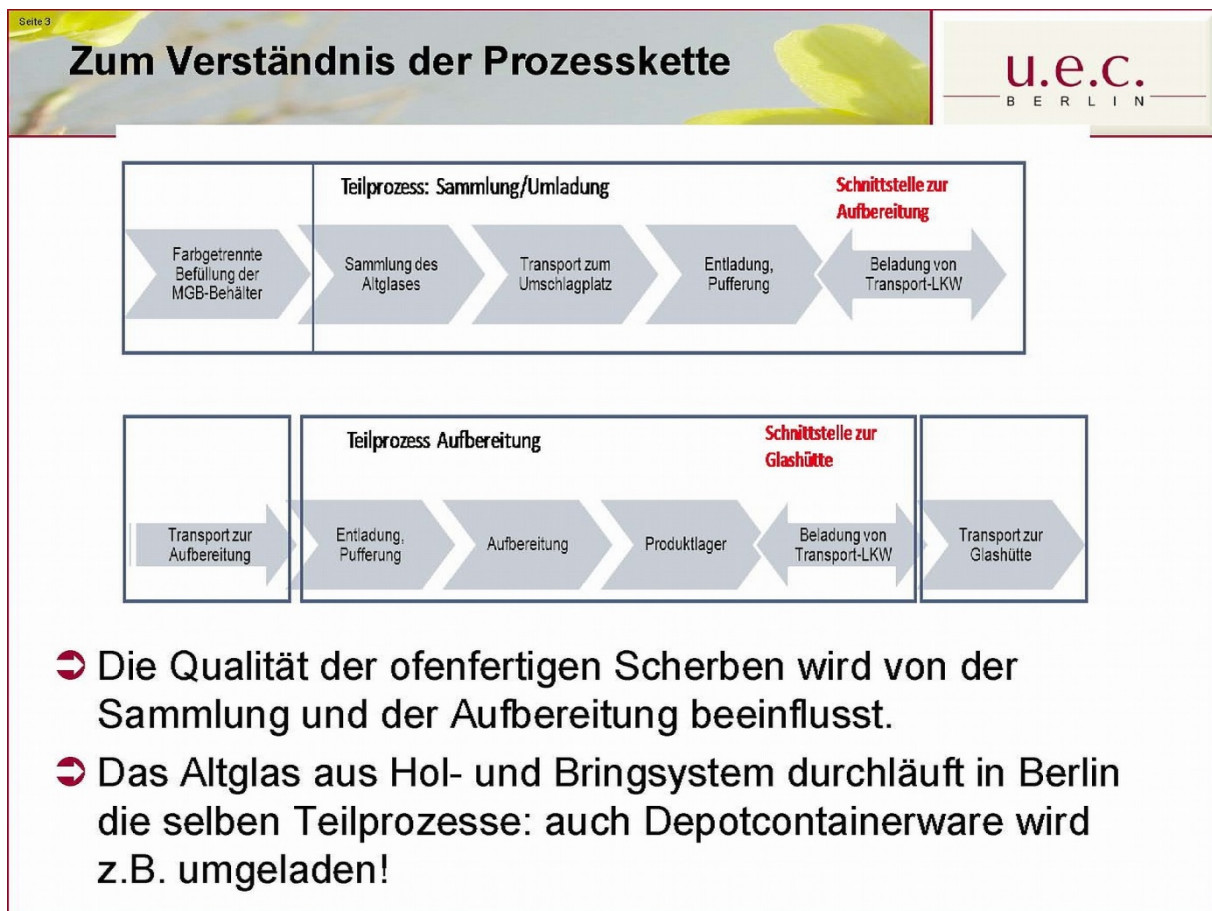 Seite 3
Zum Verständnis der Prozesskette
u.e.c.
BERLIN
Teilprozess: Sammlung/Umladung
Schnittstelle zur
Aufbereitung
Farbgetrennte
Befüllung der
MGB-Behälter
Sammlung des
Altglases
Transport zum
Umschlagplatz
Entladung,
Pufferung
Beladung von
Transport-LKW
Teilprozess Aufbereitung
Schnittstelle zur
Glashütte
Transport zur
Aufbereitung
Entladung,
Pufferung
Aufbereitung
Produktlager
Beladung von
Transport-LKW
Transport zur
Glashütte
Die Qualität der ofenfertigen Scherben wird von der
Sammlung und der Aufbereitung beeinflusst.
Das Altglas aus Hol- und Bringsystem durchläuft in Berlin
die selben Teilprozesse: auch Depotcontainerware wird
z.B. umgeladen!